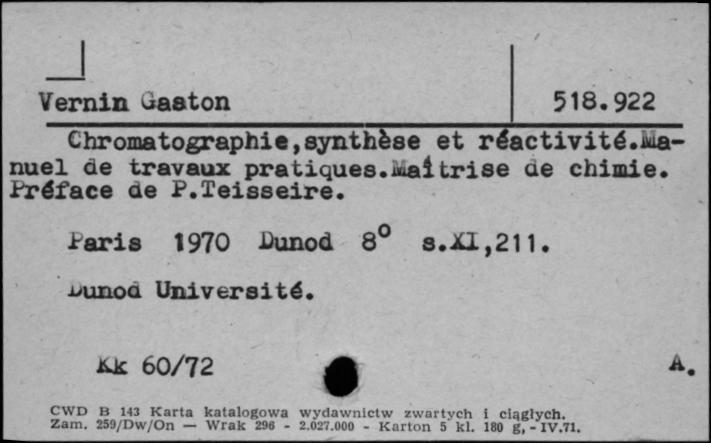 Vernin Gaston 518.922
Chromatographie,synthèse et réactivité.Ma-
nuel de travaux pratiques.Maîtrise de chimie.
Préface de P.Teisseire.
Paris 1970 Dunod 8° s.XI,211.
Dunod Université.
Kk 60/72 A.
CWD B 143 Karta katalogowa wydawnictw zwartych i ciągłych.
Zam. 259/Dw/On — Wrak 296 - 2.027.000 - Karton 5 kl. 180 g, - IV.71.